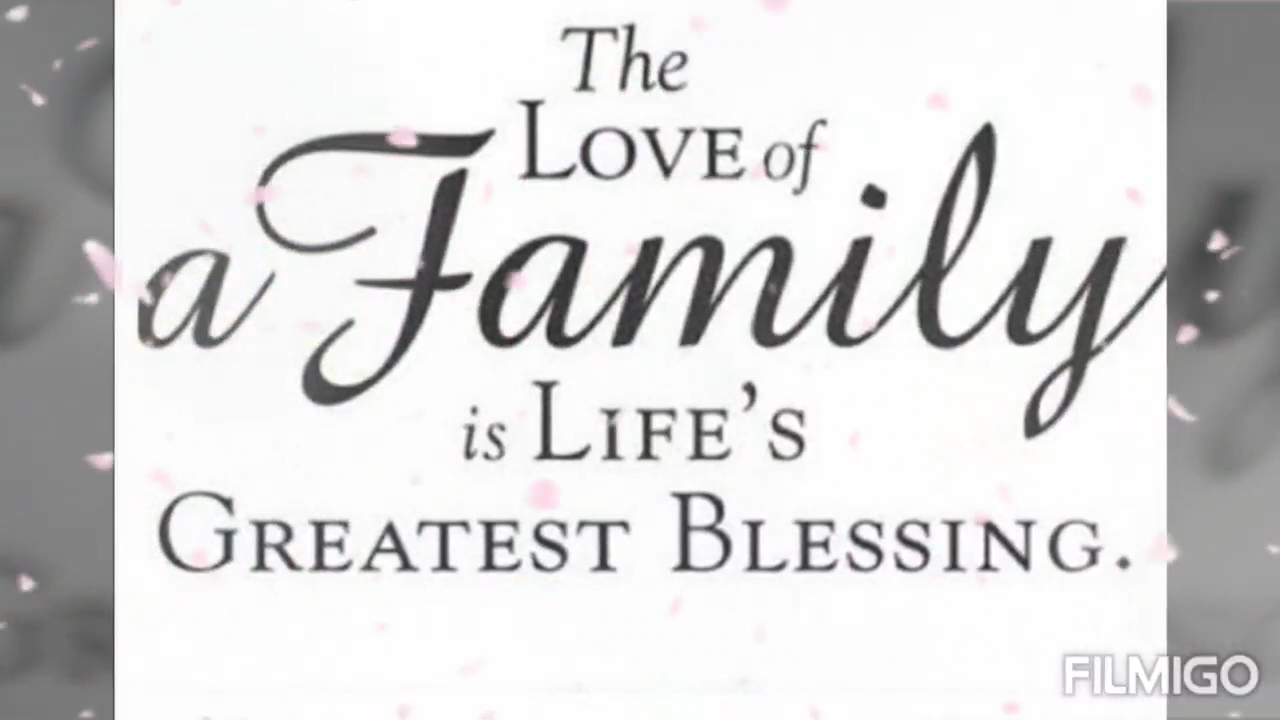 The
LOVE of
a Family
is LIFE'S
GREATEST BLESSING.
FILMIGO